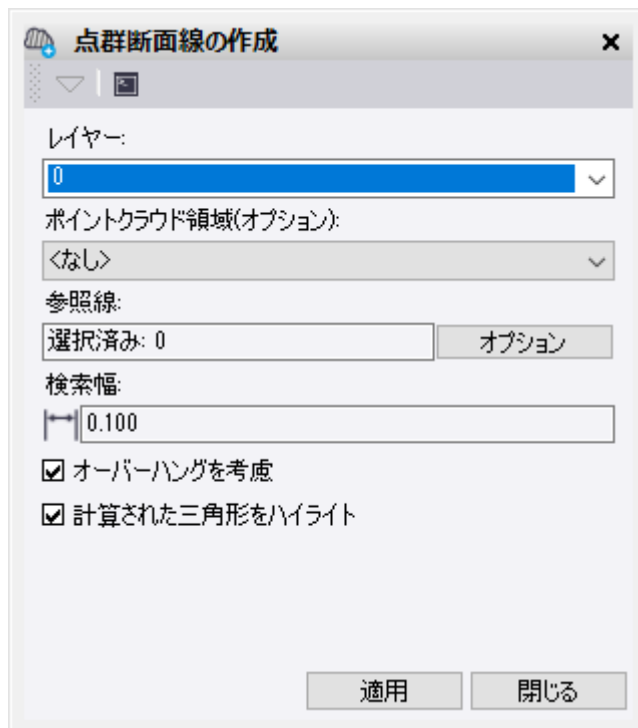 点群断面線の作成
レイヤー:
0
ポイントクラウド領域(オプション):
<なし>
参照線:
選択済み: 0
オプション
検索幅:
0.100
オーバーハングを考慮
計算された三角形をハイライト
適用
閉じる